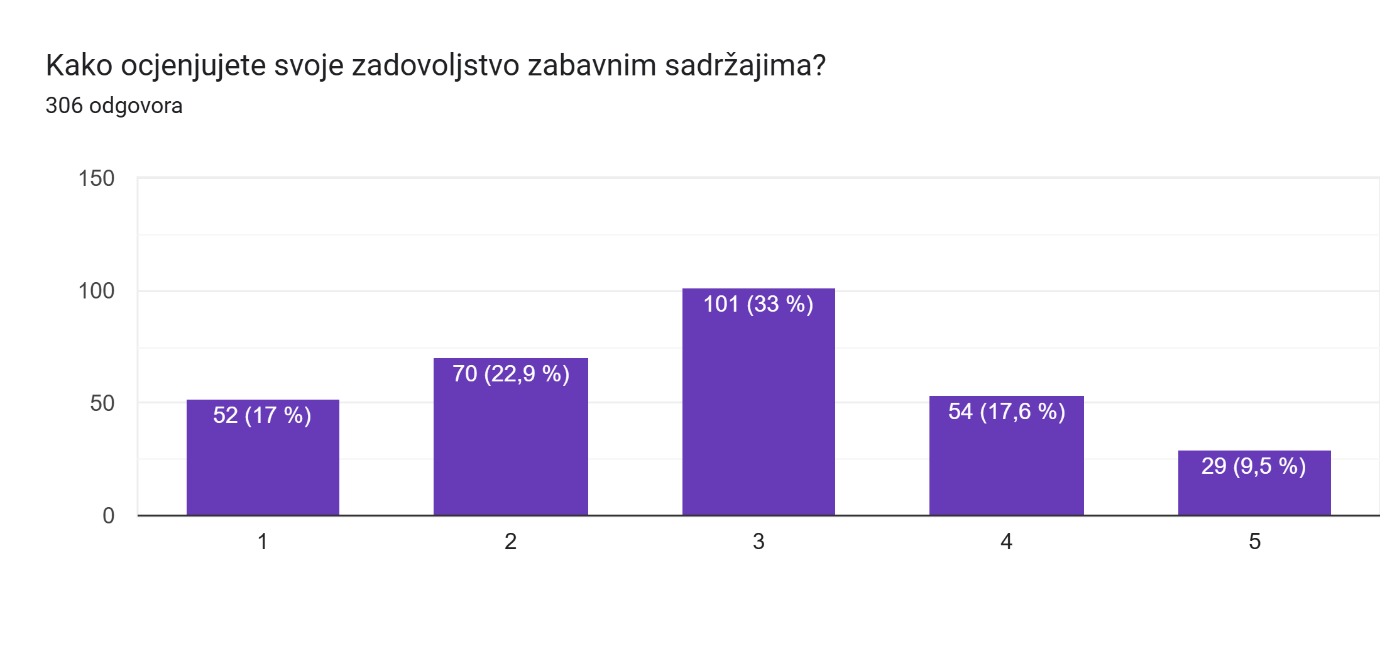 Kako ocjenjujete svoje zadovoljstvo zabavnim sadržajima?
306 odgovora
150
100
50
0
52 (17 %)
70 (22,9 %)
101 (33 %)
54 (17,6 %)
29 (9,5 %)
1
2
3
4
5